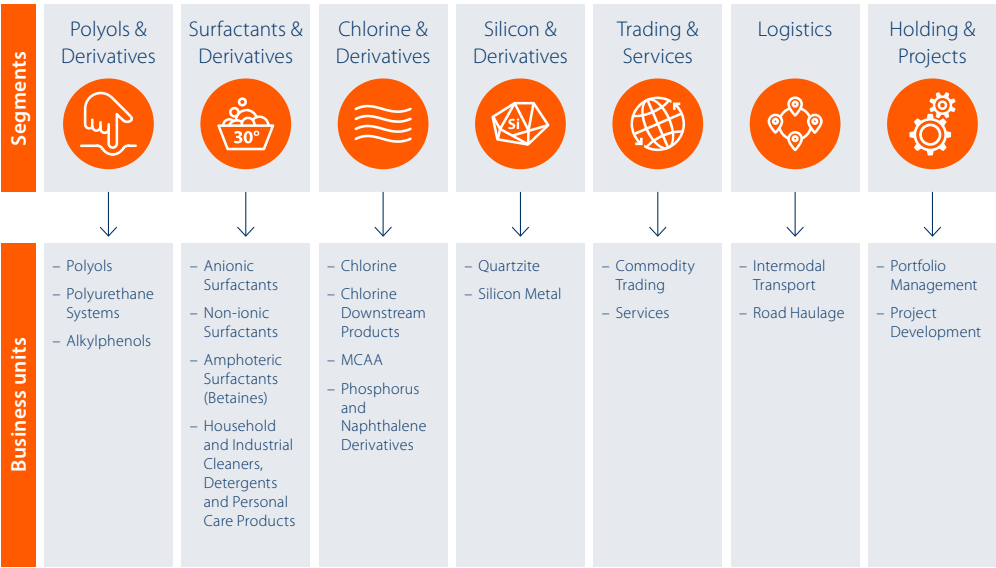 Segments
Polyols &
Derivatives
Surfactants &
Derivatives
30°
Chlorine &
Derivatives
Silicon &
Derivatives
Si
Trading &
Services
Logistics
Holding &
Projects
Business units
– Polyols
– Polyurethane
Systems
– Alkylphenols
– Anionic
Surfactants
– Non-ionic
Surfactants
– Amphoteric
Surfactants
(Betaines)
– Household
and Industrial
Cleaners,
Detergents
and Personal
Care Products
– Chlorine
– Chlorine
Downstream
Products
– MCAA
– Phosphorus
and
Naphthalene
Derivatives
– Quartzite
– Silicon Metal
– Commodity
Trading
– Services
– Intermodal
Transport
– Road Haulage
– Portfolio
Management
– Project
Development